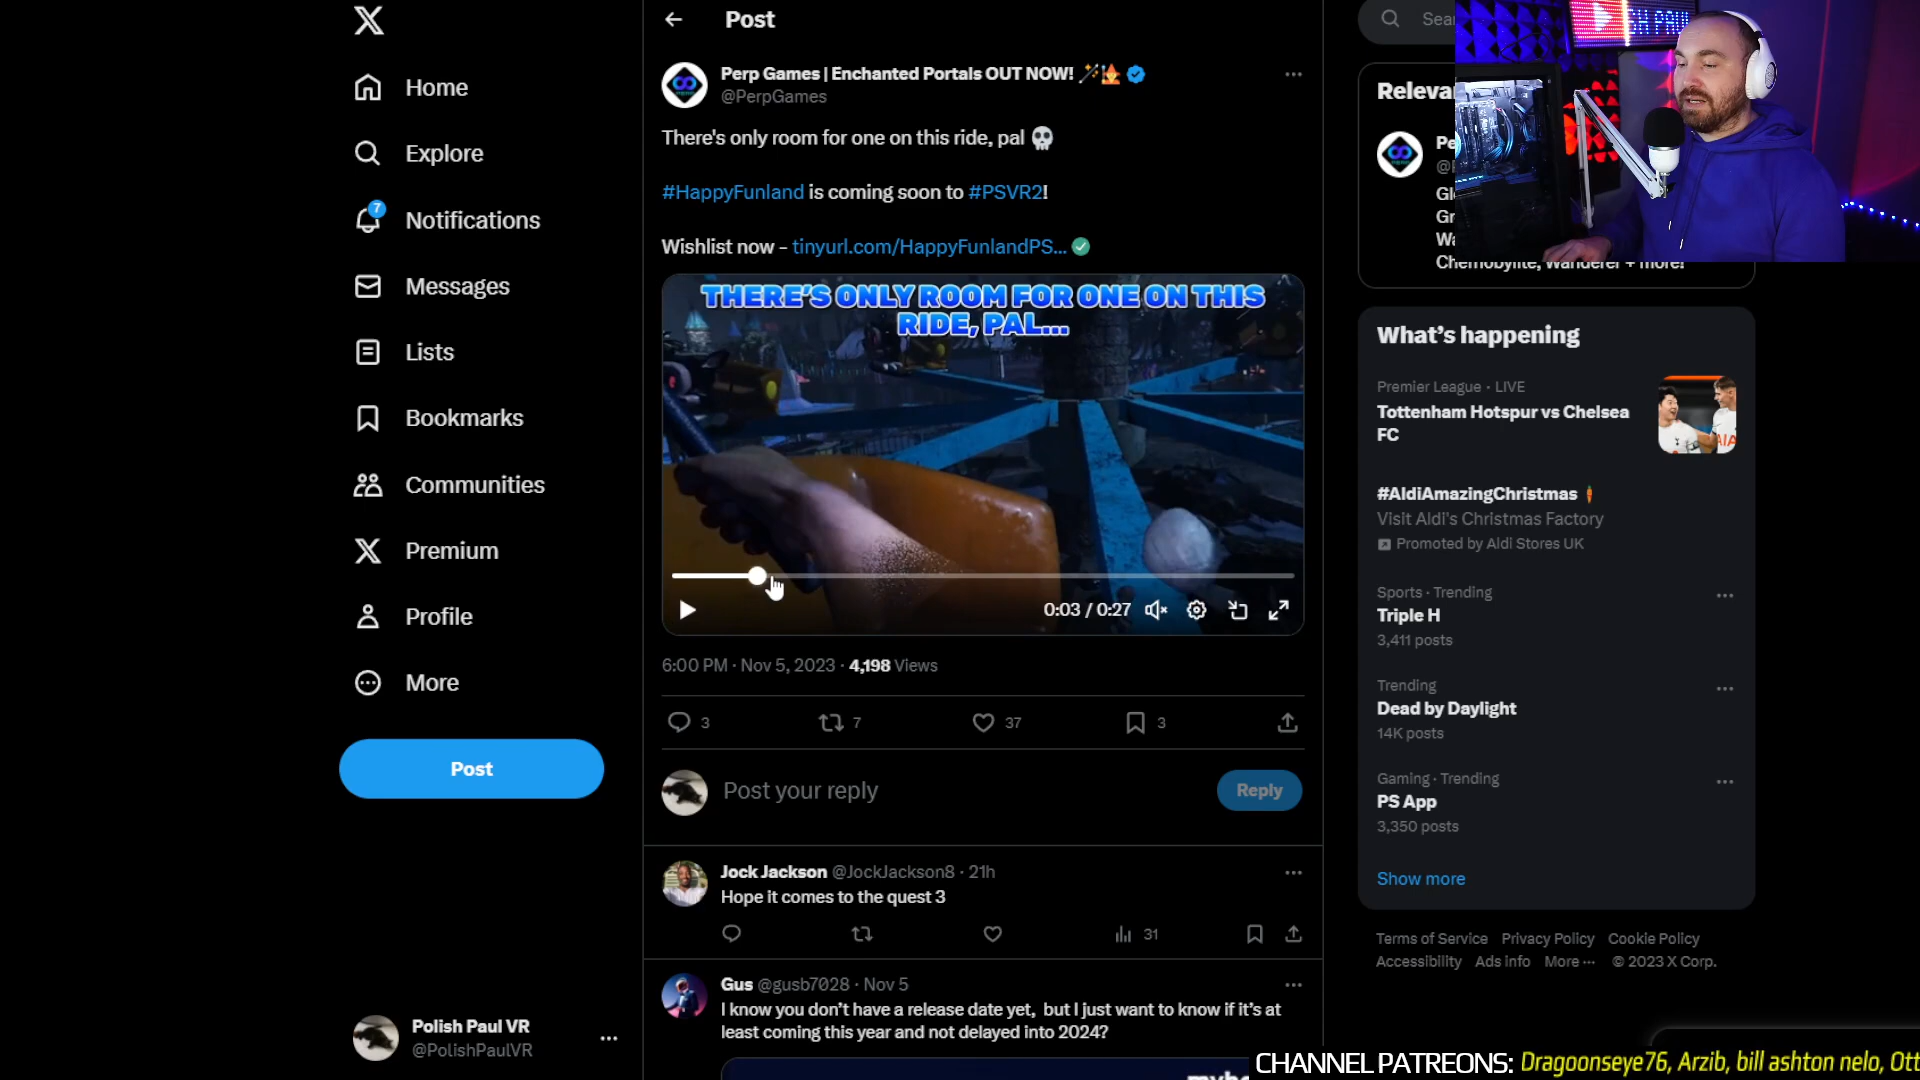 Home
Explore
7
Notifications
Messages
Lists
Bookmarks
Communities
Premium
Profile
More
Post
Polish Paul VR
@PolishPaulVR
Post
Perp Games | Enchanted Portals OUT NOW!
@PerpGames
There's only room for one on this ride, pal
#HappyFunland is coming soon to #PSVR2!
Wishlist now - tinyurl.com/HappyFunlandPS...
THERE'S ONLY ROOM FOR ONE ON THIS
RIDE, PAL...
0:03 / 0:27
6:00 PM · Nov 5, 2023 · 4,198 Views
3 7 37 3
Post your reply
Reply
Jock Jackson @JockJackson8 · 21h
Hope it comes to the quest 3
31
Gus @gusb7028 · Nov 5
I know you don't have a release date yet, but I just want to know if it's at
least coming this year and not delayed into 2024?
Chernobylite, Wanderer + more!
What's happening
Premier League · LIVE
Tottenham Hotspur vs Chelsea
FC
#AldiAmazingChristmas
Visit Aldi's Christmas Factory
Promoted by Aldi Stores UK
Sports · Trending
Triple H
3,411 posts
Trending
Dead by Daylight
14K posts
Gaming · Trending
PS App
3,350 posts
Show more
Terms of Service Privacy Policy Cookie Policy
Accessibility Ads info More ··· © 2023 X Corp.
CHANNEL PATREONS: Dragoonseye76, Arzib, bill ashton nelo, Ott